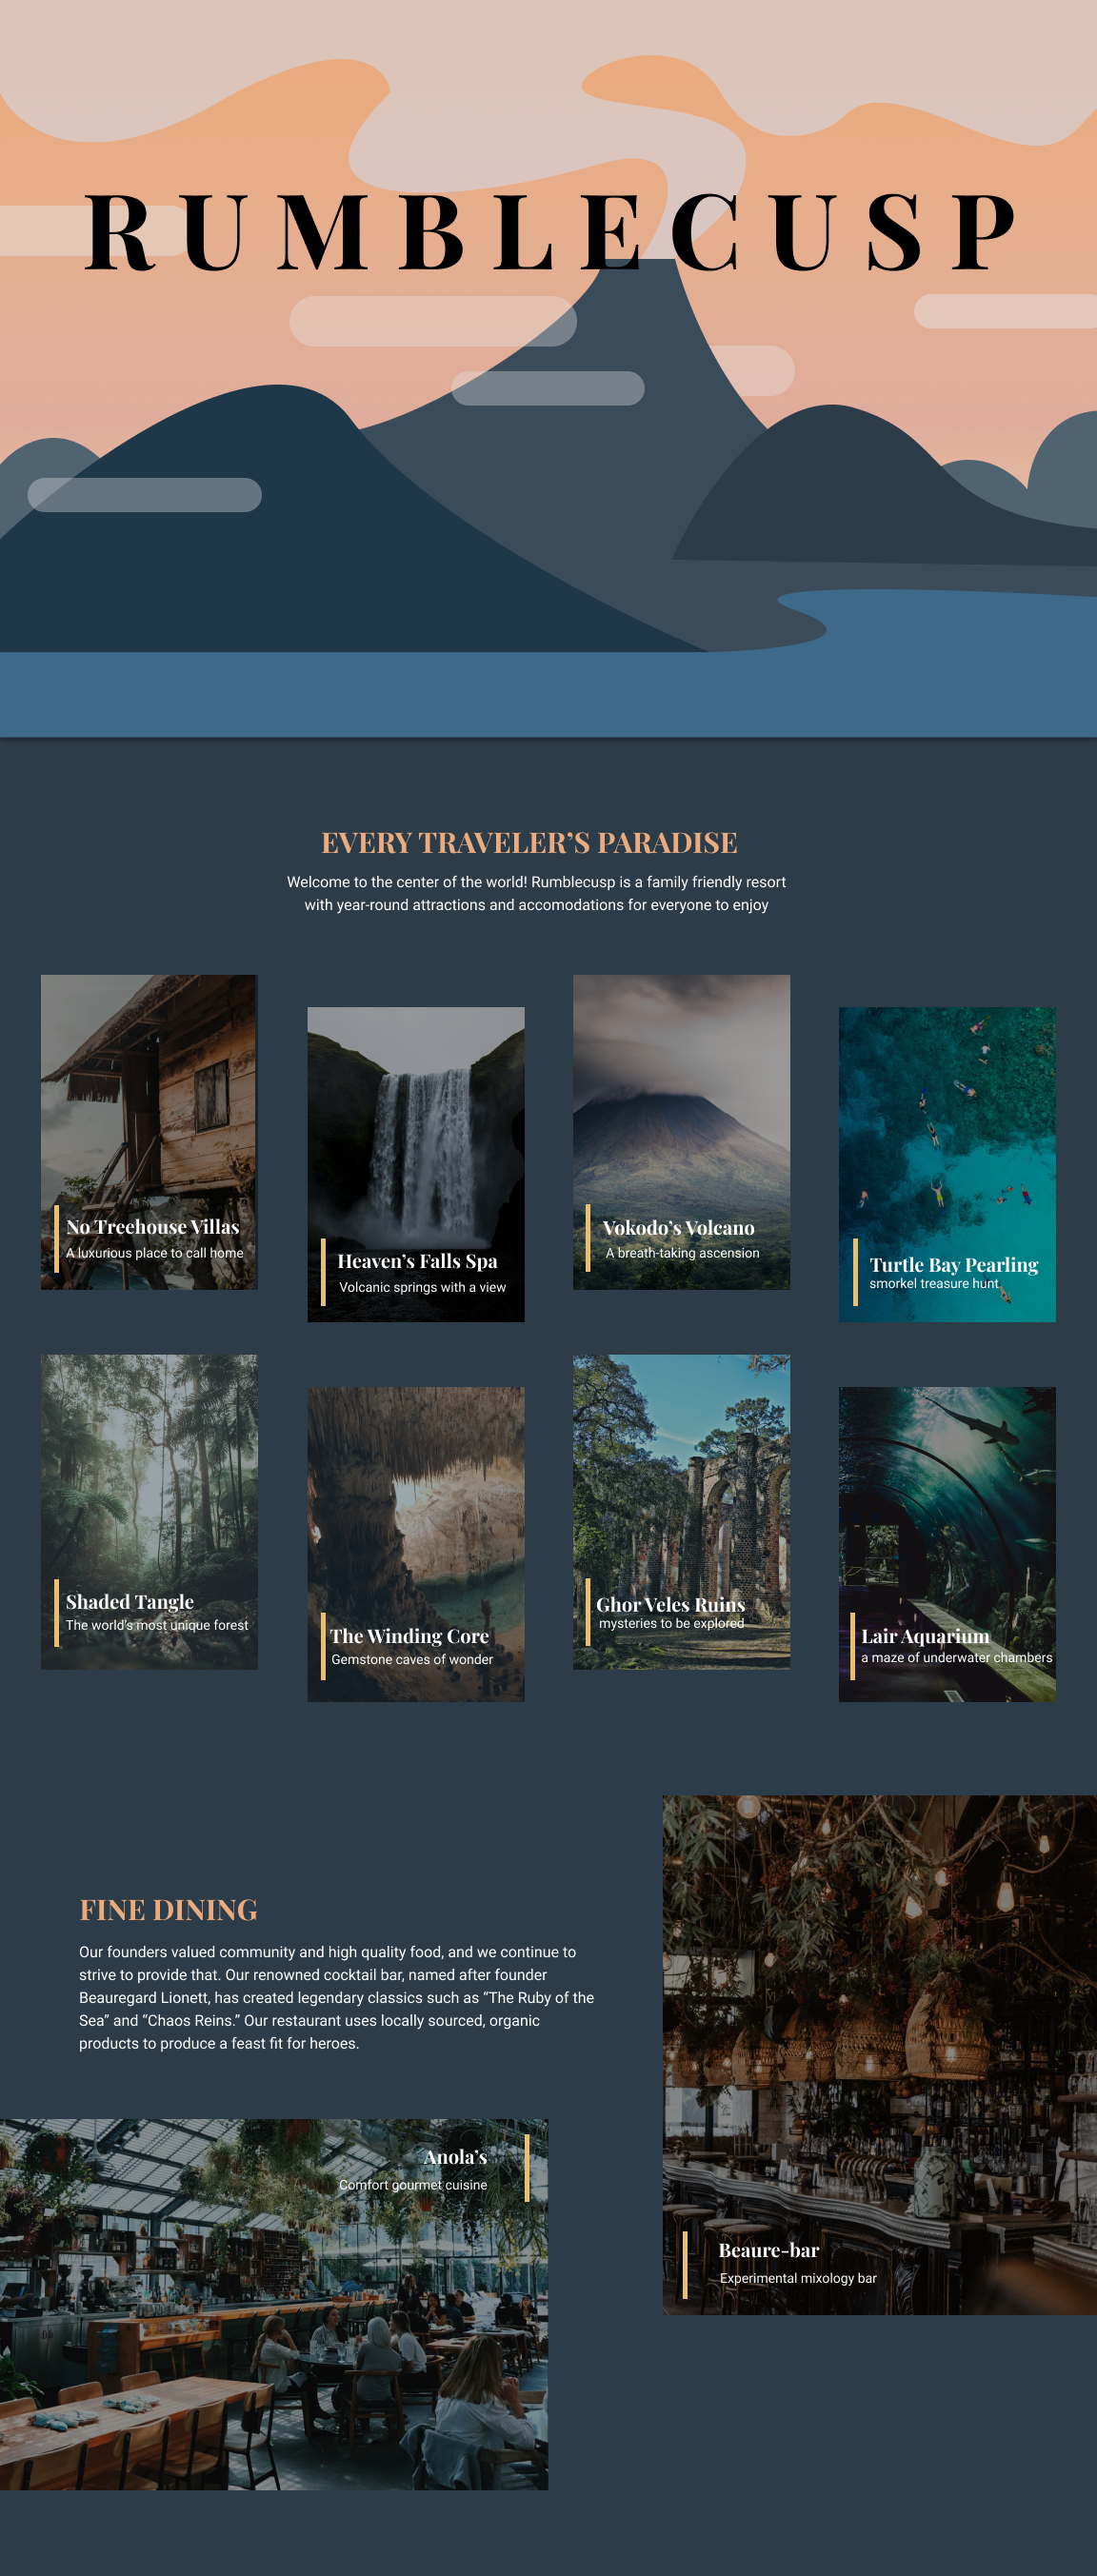 RUMBLECUSP
EVERY TRAVELER’S PARADISE
Welcome to the center of the world! Rumblecusp is a family friendly resort
with year-round attractions and accomodations for everyone to enjoy
No Treehouse Villas
A luxurious place to call home
Heaven’s Falls Spa
Volcanic springs with a view
Vokodo’s Volcano
A breath-taking ascension
Turtle Bay Pearling
smorkel treasure hunt
Shaded Tangle
The world’s most unique forest
The Winding Core
Gemstone caves of wonder
Ghor Veles Ruins
mysteries to be explored
Lair Aquarium
a maze of underwater chambers
FINE DINING
Our founders valued community and high quality food, and we continue to
strive to provide that. Our renowned cocktail bar, named after founder
Beauregard Lionett, has created legendary classics such as “The Ruby of the
Sea” and “Chaos Reins.” Our restaurant uses locally sourced, organic
products to produce a feast fit for heroes.
Anola’s
Comfort gourmet cuisine
Beaure-bar
Experimental mixology bar